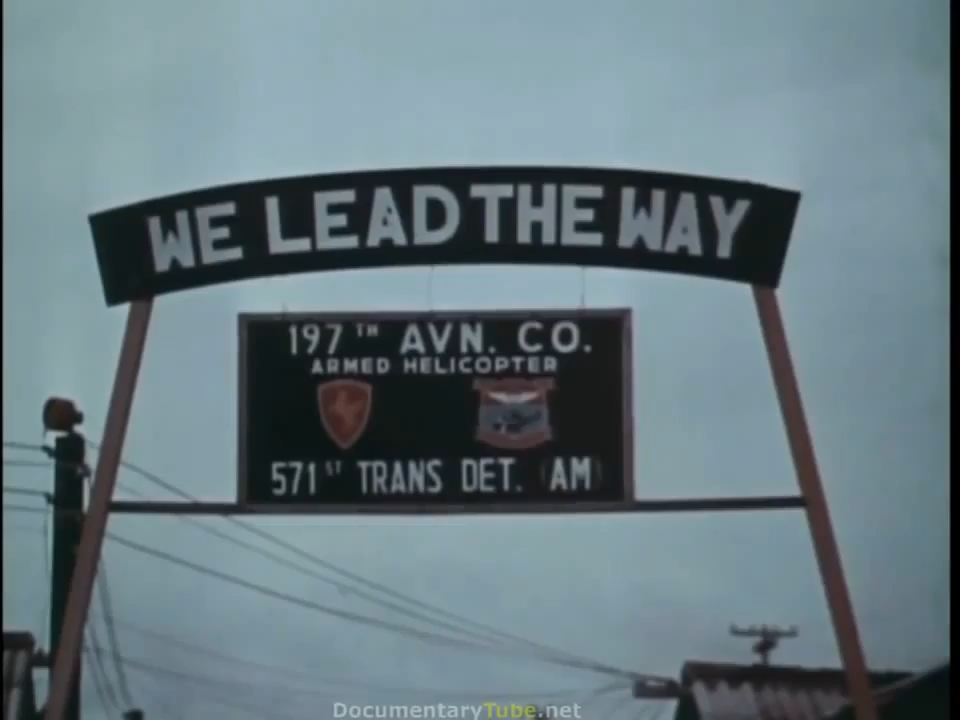 WE LEAD THE WAY
197TH AVN. CO.
ARMED HELICOPTER
571ST TRANS DET. (AM)
DocumentaryTube.net